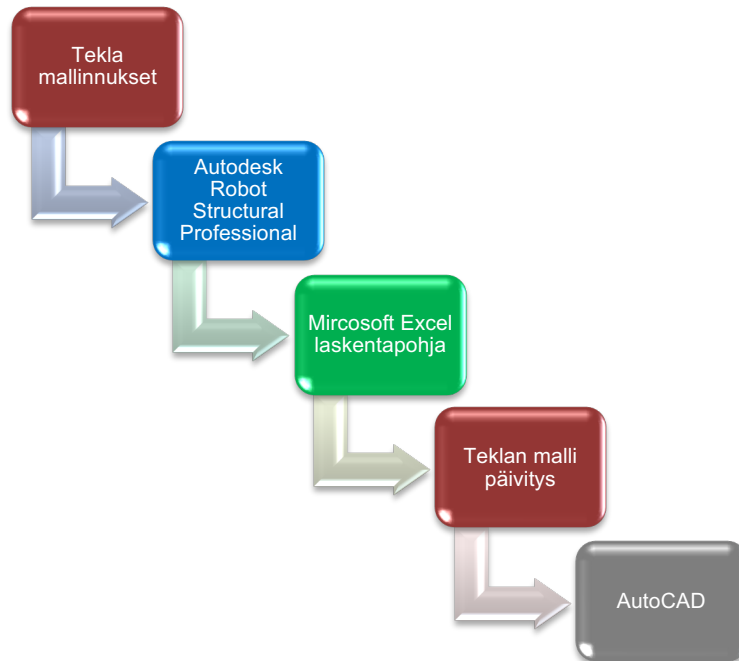 Tekla
mallinnukset
Autodesk
Robot
Structural
Professional
Mircosoft Excel
laskentapohja
Teklan malli
päivitys
AutoCAD